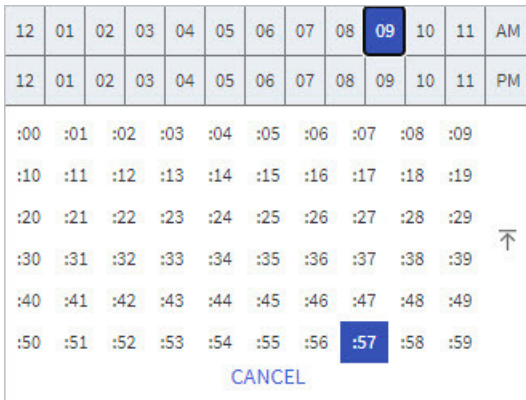 12 01 02 03 04 05 06 07 08 09 10 11 AM
12 01 02 03 04 05 06 07 08 09 10 11 PM
:00 :01 :02 :03 :04 :05 :06 :07 :08 :09
:10 :11 :12 :13 :14 :15 :16 :17 :18 :19
:20 :21 :22 :23 :24 :25 :26 :27 :28 :29
:30 :31 :32 :33 :34 :35 :36 :37 :38 :39
:40 :41 :42 :43 :44 :45 :46 :47 :48 :49
:50 :51 :52 :53 :54 :55 :56 :57 :58 :59
CANCEL